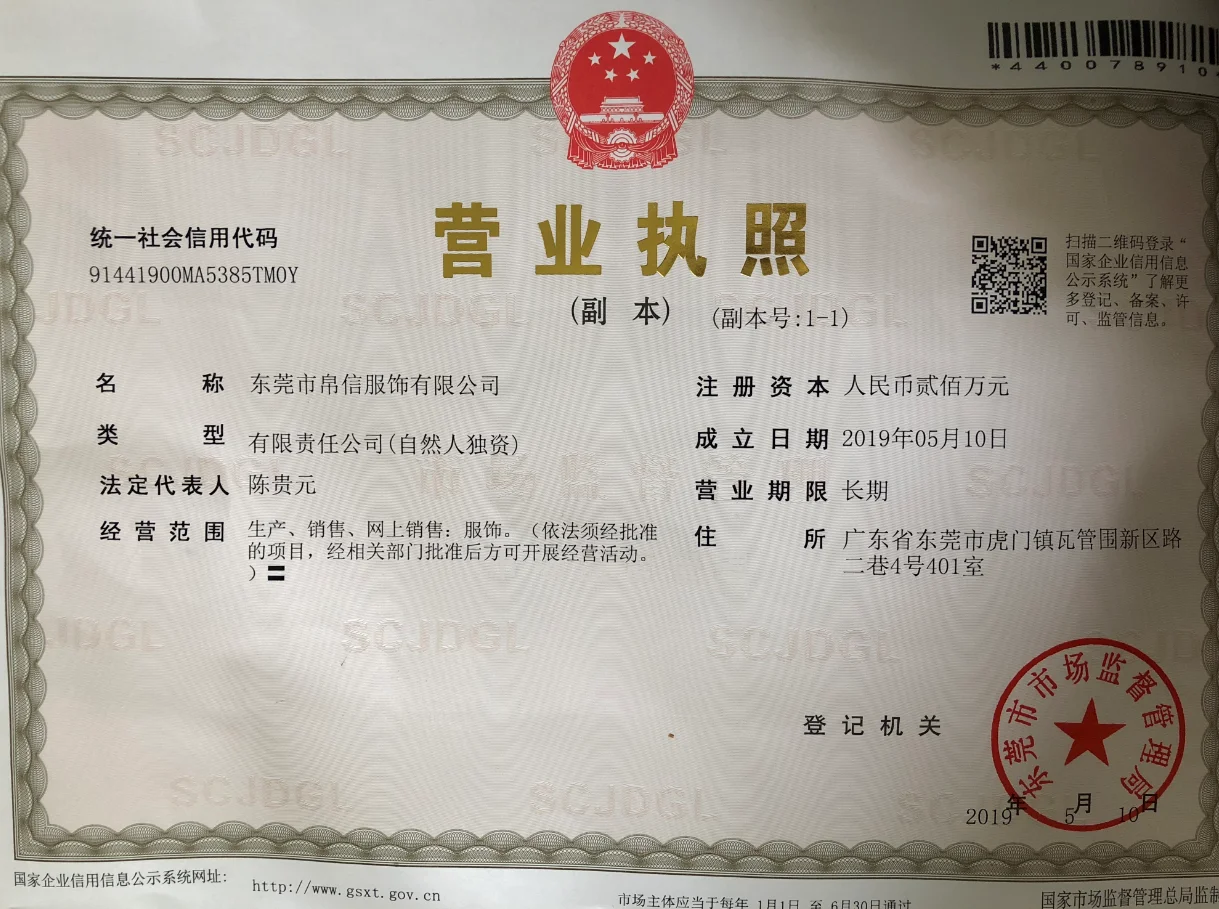 *4400789104
营业执照
(副 本) (副本号:1-1)
统一社会信用代码
91441900MA5385TM0Y
扫描二维码登录“
国家企业信用信息
公示系统”了解更
多登记、备案、许
可、监管信息。
名 称 东莞市帛信服饰有限公司
类 型 有限责任公司(自然人独资)
法定代表人 陈贵元
经营范围 生产、销售、网上销售：服饰。（依法须经批准
的项目，经相关部门批准后方可开展经营活动。
）〓
注册资本 人民币贰佰万元
成立日期 2019年05月10日
营业期限 长期
住 所 广东省东莞市虎门镇瓦管围新区路
二巷4号401室
登记机关
东莞市市场监督管理局
2019年 5月 10日
国家企业信用信息公示系统网址: http://www.gsxt.gov.cn
市场主体应当于每年 1月1日 至 6月30日通过
国家市场监督管理总局监制